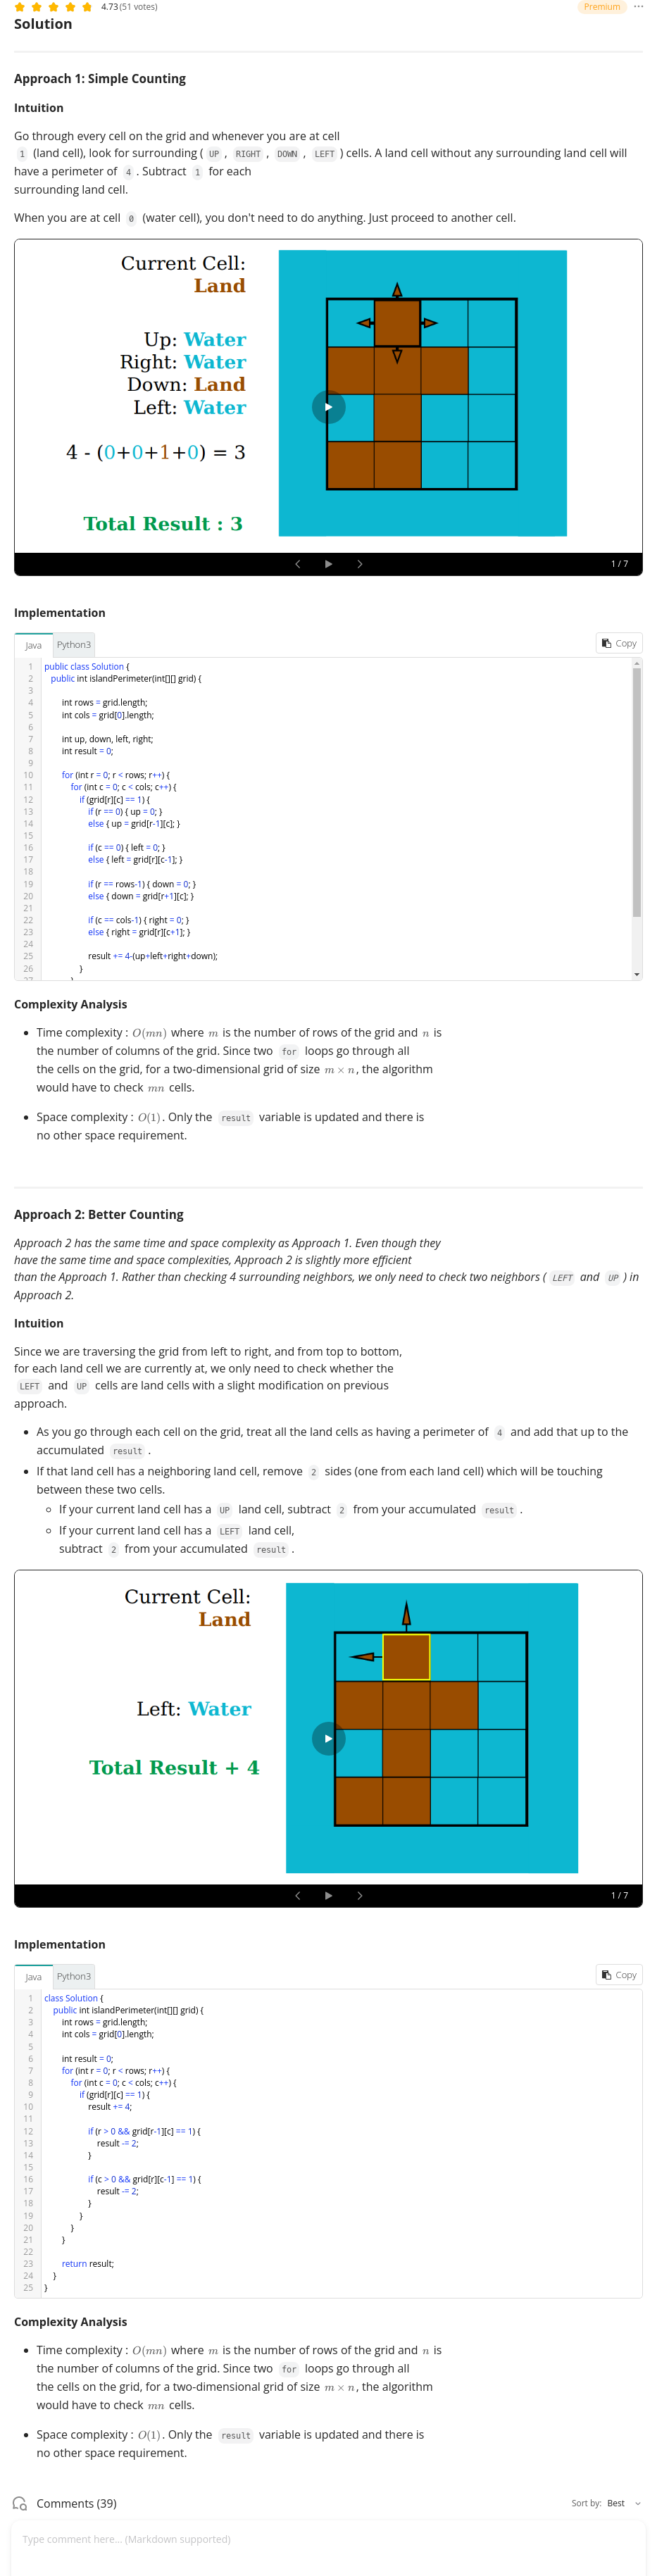 4.73 (51 votes)
Premium
Solution
Approach 1: Simple Counting
Intuition
Go through every cell on the grid and whenever you are at cell
1 (land cell), look for surrounding ( UP , RIGHT , DOWN , LEFT ) cells. A land cell without any surrounding land cell will
have a perimeter of 4 . Subtract 1 for each
surrounding land cell.
When you are at cell 0 (water cell), you don't need to do anything. Just proceed to another cell.
Current Cell:
Land
Up: Water
Right: Water
Down: Land
Left: Water
4 - (0+0+1+0) = 3
Total Result : 3
1 / 7
Implementation
Java
Python3
Copy
1 public class Solution {
2 public int islandPerimeter(int[][] grid) {
3
4 int rows = grid.length;
5 int cols = grid[0].length;
6
7 int up, down, left, right;
8 int result = 0;
9
10 for (int r = 0; r < rows; r++) {
11 for (int c = 0; c < cols; c++) {
12 if (grid[r][c] == 1) {
13 if (r == 0) { up = 0; }
14 else { up = grid[r-1][c]; }
15
16 if (c == 0) { left = 0; }
17 else { left = grid[r][c-1]; }
18
19 if (r == rows-1) { down = 0; }
20 else { down = grid[r+1][c]; }
21
22 if (c == cols-1) { right = 0; }
23 else { right = grid[r][c+1]; }
24
25 result += 4-(up+left+right+down);
26 }
27 }
Complexity Analysis
• Time complexity : O(mn) where m is the number of rows of the grid and n is
the number of columns of the grid. Since two for loops go through all
the cells on the grid, for a two-dimensional grid of size m × n, the algorithm
would have to check mn cells.
• Space complexity : O(1). Only the result variable is updated and there is
no other space requirement.
Approach 2: Better Counting
Approach 2 has the same time and space complexity as Approach 1. Even though they
have the same time and space complexities, Approach 2 is slightly more efficient
than the Approach 1. Rather than checking 4 surrounding neighbors, we only need to check two neighbors ( LEFT and UP ) in
Approach 2.
Intuition
Since we are traversing the grid from left to right, and from top to bottom,
for each land cell we are currently at, we only need to check whether the
LEFT and UP cells are land cells with a slight modification on previous
approach.
• As you go through each cell on the grid, treat all the land cells as having a perimeter of 4 and add that up to the
accumulated result .
• If that land cell has a neighboring land cell, remove 2 sides (one from each land cell) which will be touching
between these two cells.
◦ If your current land cell has a UP land cell, subtract 2 from your accumulated result .
◦ If your current land cell has a LEFT land cell,
subtract 2 from your accumulated result .
Current Cell:
Land
Left: Water
Total Result + 4
1 / 7
Implementation
Java
Python3
Copy
1 class Solution {
2 public int islandPerimeter(int[][] grid) {
3 int rows = grid.length;
4 int cols = grid[0].length;
5
6 int result = 0;
7 for (int r = 0; r < rows; r++) {
8 for (int c = 0; c < cols; c++) {
9 if (grid[r][c] == 1) {
10 result += 4;
11
12 if (r > 0 && grid[r-1][c] == 1) {
13 result -= 2;
14 }
15
16 if (c > 0 && grid[r][c-1] == 1) {
17 result -= 2;
18 }
19 }
20 }
21 }
22
23 return result;
24 }
25 }
Complexity Analysis
• Time complexity : O(mn) where m is the number of rows of the grid and n is
the number of columns of the grid. Since two for loops go through all
the cells on the grid, for a two-dimensional grid of size m × n, the algorithm
would have to check mn cells.
• Space complexity : O(1). Only the result variable is updated and there is
no other space requirement.
Comments (39)
Sort by: Best
Type comment here... (Markdown supported)